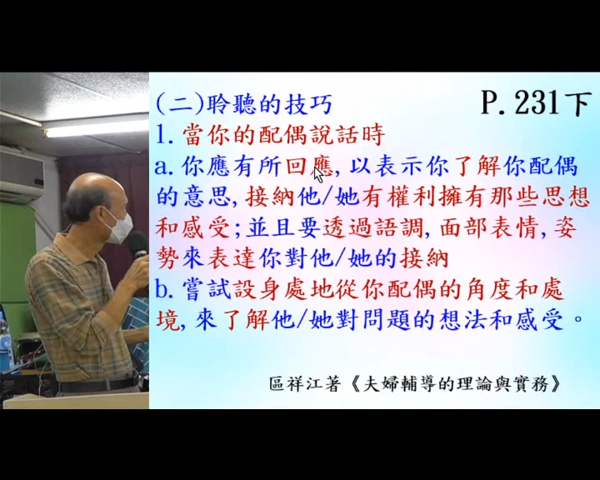 (二)聆聽的技巧 P.231下
1.當你的配偶說話時
a.你應有所回應,以表示你了解你配偶
的意思,接納他/她有權利擁有那些思想
和感受;並且要透過語調,面部表情,姿
勢來表達你對他/她的接納
b.嘗試設身處地從你配偶的角度和處
境,來了解他/她對問題的想法和感受。
區祥江著《夫婦輔導的理論與實務》